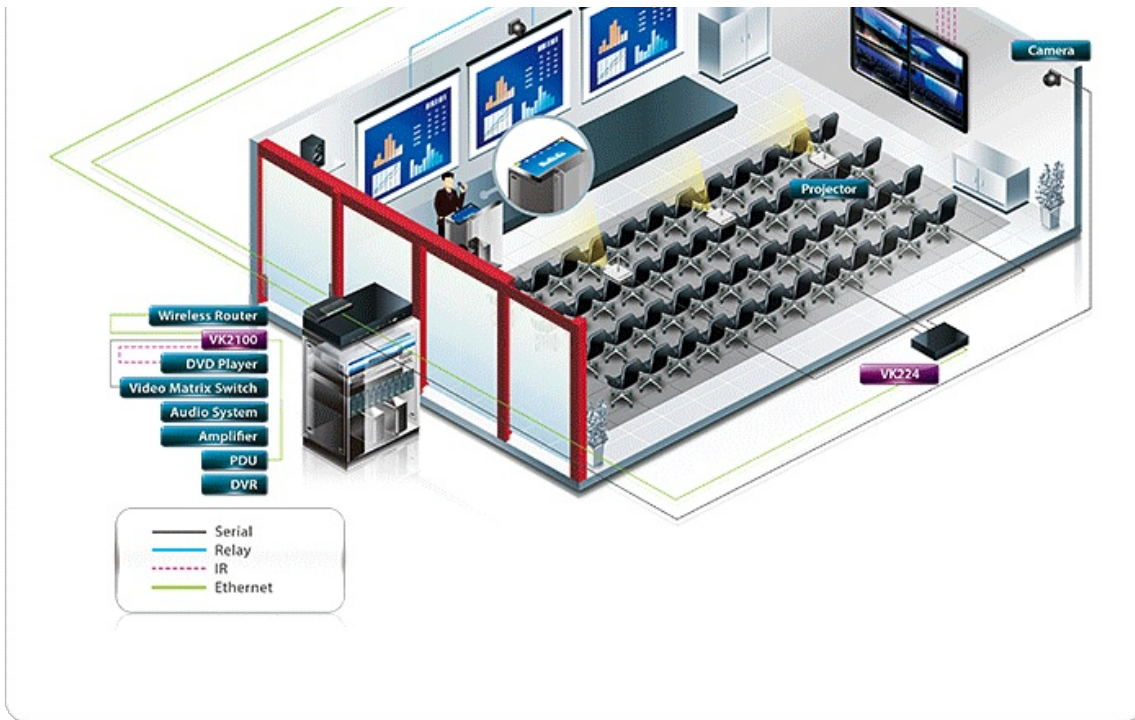 Camera
Projector
Wireless Router
VK2100
DVD Player
Video Matrix Switch
VK224
Audio System
Amplifier
PDU
DVR
Serial
Relay
IR
Ethernet